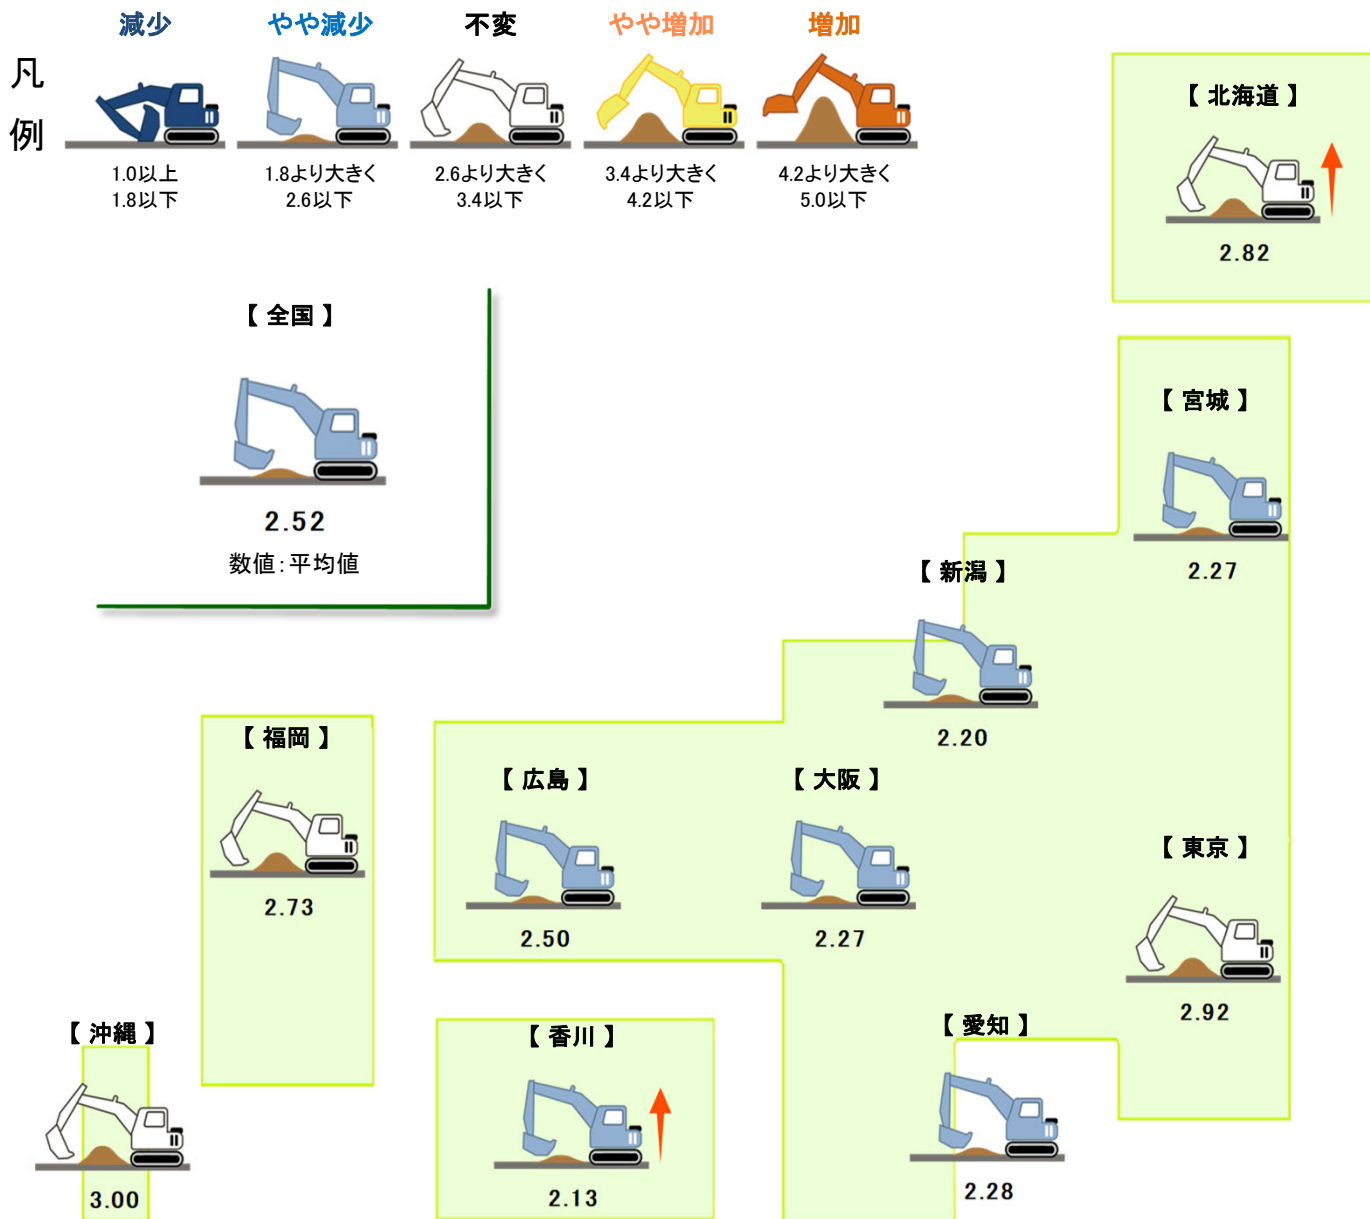 減少 やや減少 不変 やや増加 増加
凡
例
1.0以上 1.8より大きく 2.6より大きく 3.4より大きく 4.2より大きく
1.8以下 2.6以下 3.4以下 4.2以下 5.0以下
【 北海道 】
2.82
【 全国 】
2.52
数値：平均値
【 宮城 】
2.27
【 新潟 】
2.20
【 福岡 】
2.73
【 広島 】
2.50
【 大阪 】
2.27
【 東京 】
2.92
【 沖縄 】
3.00
【 香川 】
2.13
【 愛知 】
2.28